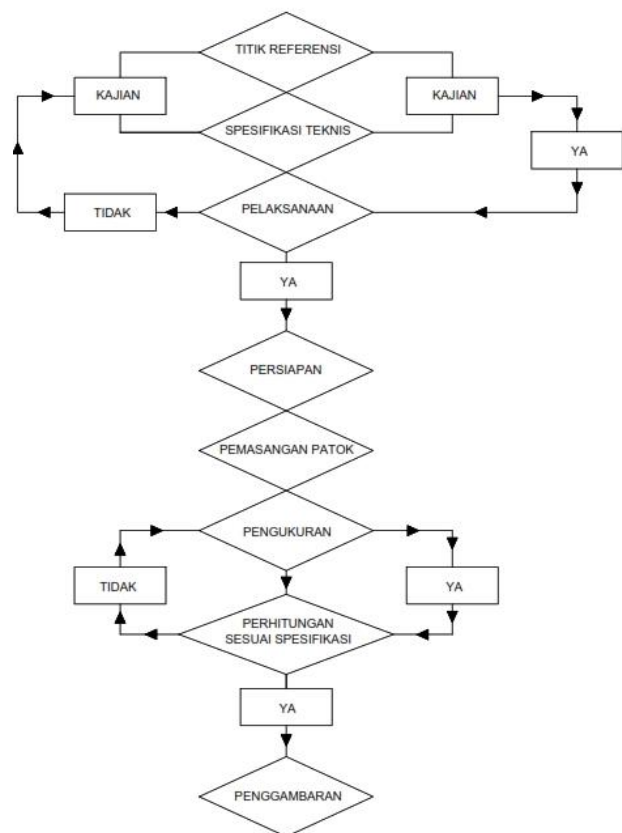 TITIK REFERENSI
KAJIAN
KAJIAN
SPESIFIKASI TEKNIS
YA
TIDAK
PELAKSANAAN
YA
PERSIAPAN
PEMASANGAN PATOK
PENGUKURAN
TIDAK
YA
PERHITUNGAN
SESUAI SPESIFIKASI
YA
PENGGAMBARAN